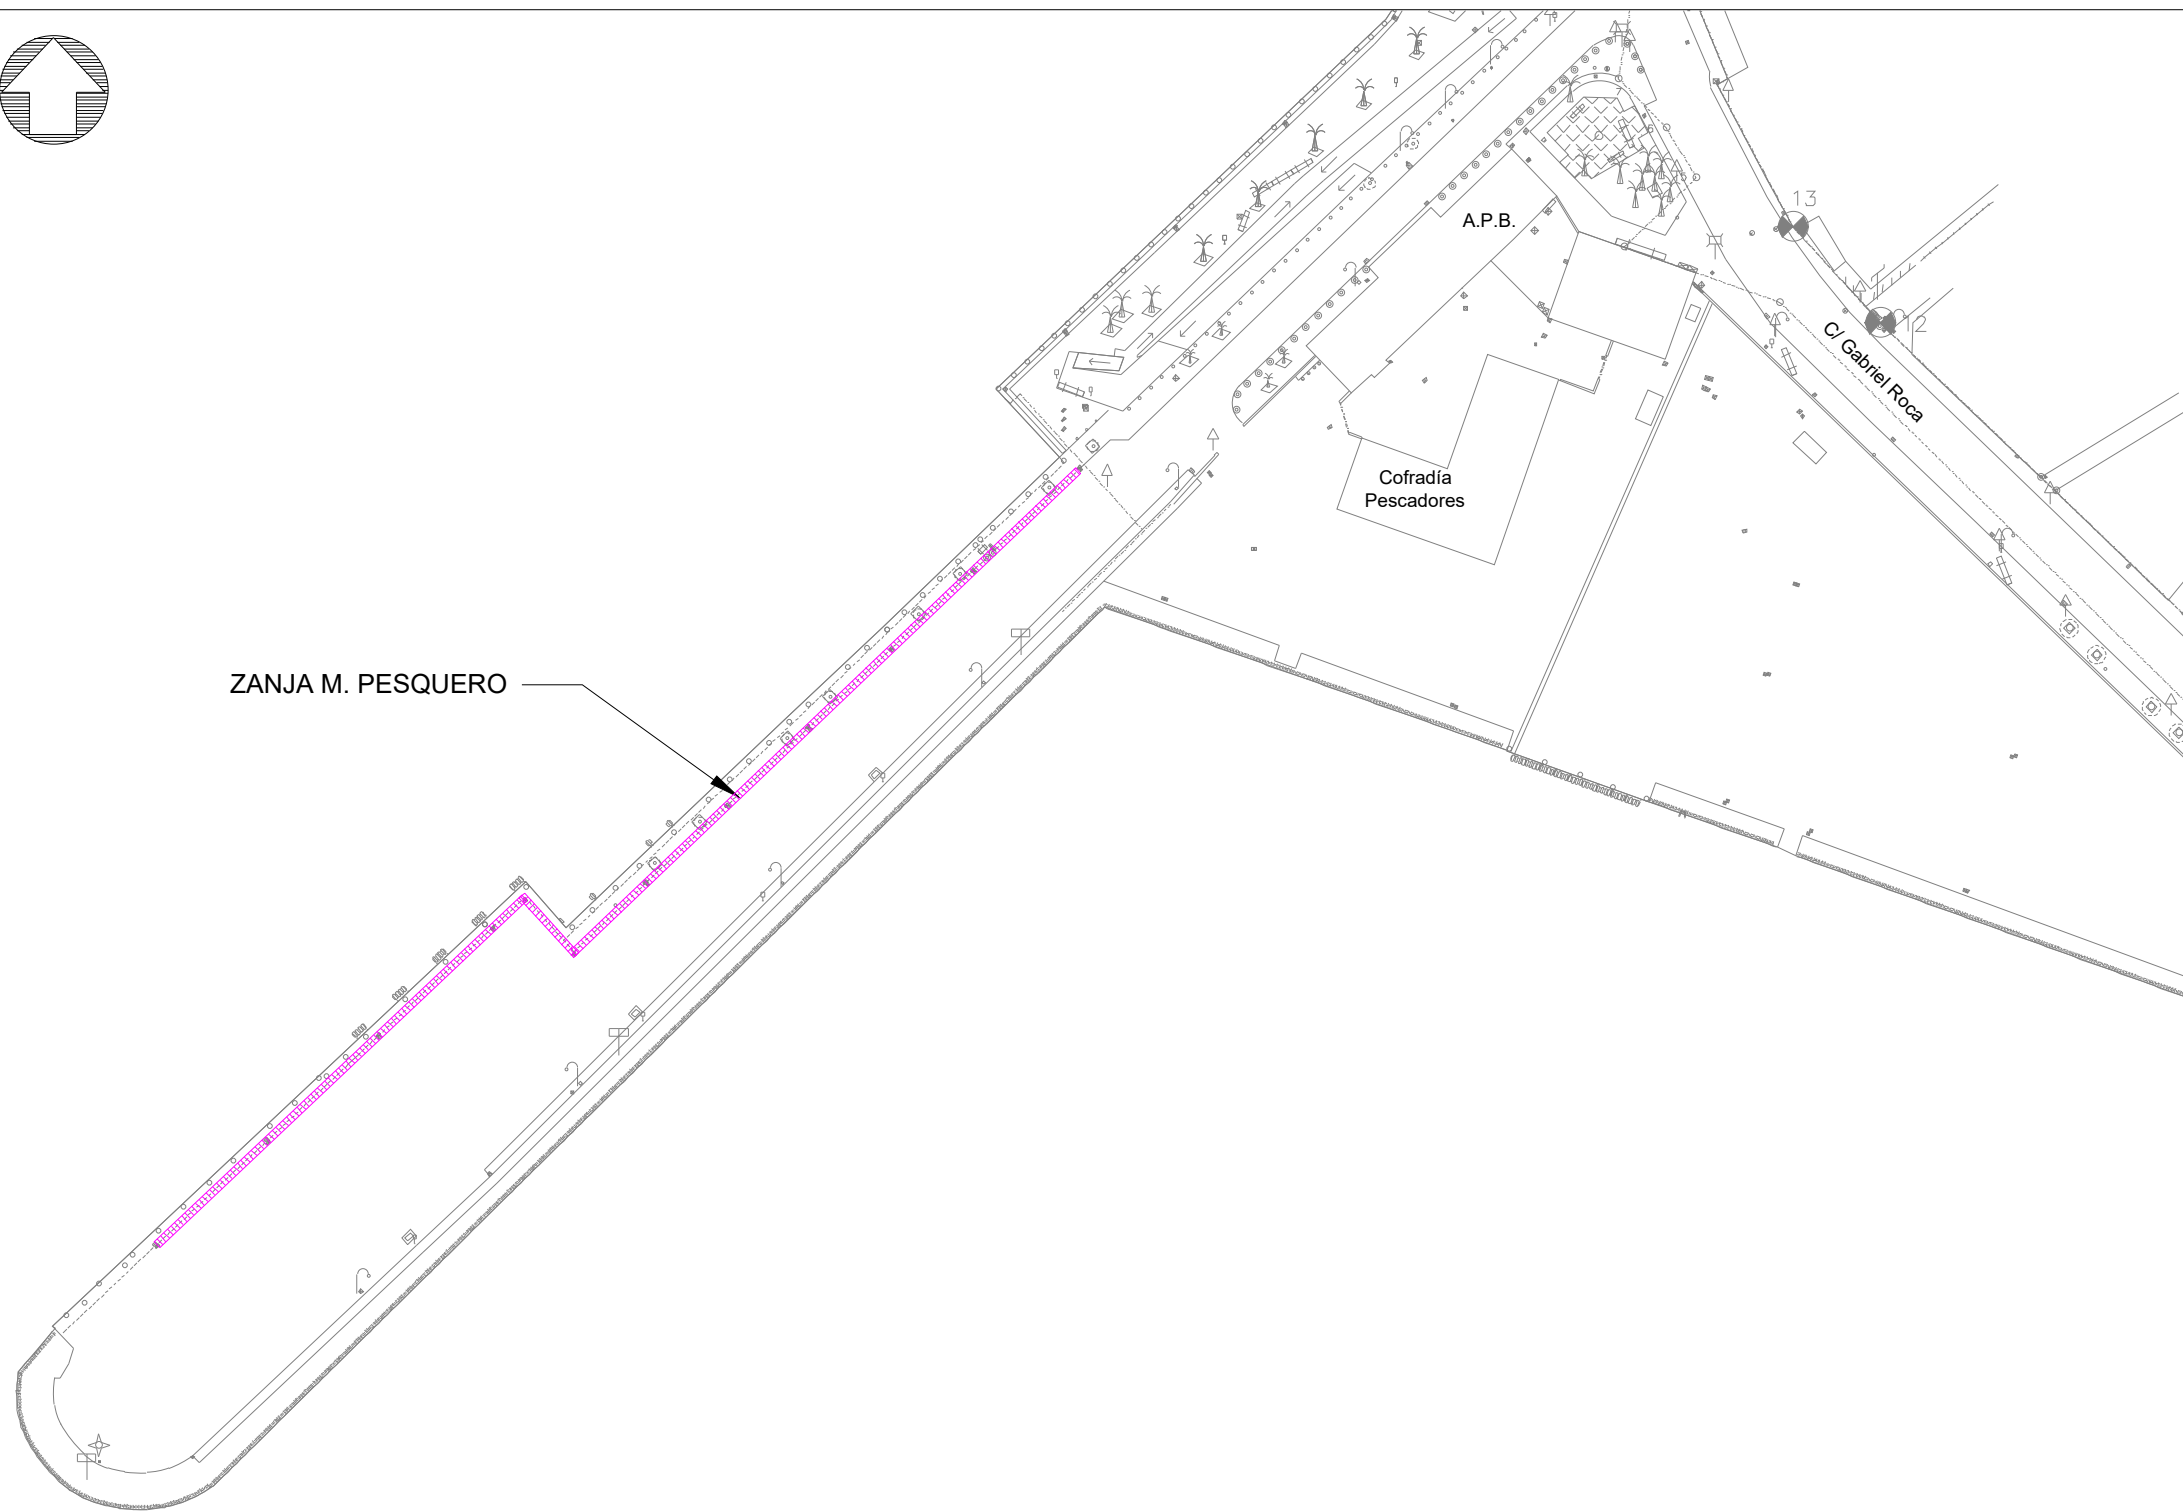 13
A.P.B.
12
C/ Gabriel Roca
Cofradía
Pescadores
ZANJA M. PESQUERO